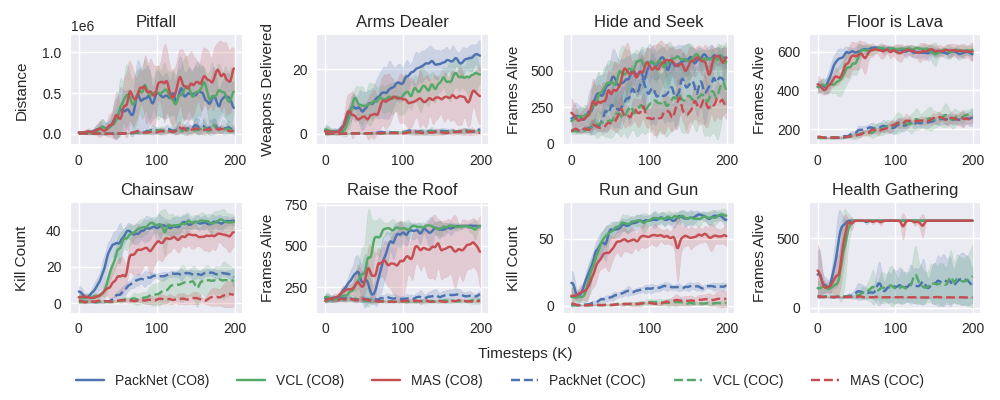 Pitfall
Arms Dealer
Hide and Seek
Floor is Lava
1e6
Distance
1.0
0.5
0.0
0
100
200
Weapons Delivered
20
0
0
100
200
Frames Alive
500
250
0
0
100
200
Frames Alive
600
400
200
0
100
200
Chainsaw
Raise the Roof
Run and Gun
Health Gathering
Kill Count
40
20
0
0
100
200
Frames Alive
750
500
250
0
100
200
Kill Count
50
0
0
100
200
Frames Alive
500
0
0
100
200
Timesteps (K)
PackNet (CO8) VCL (CO8) MAS (CO8) PackNet (COC) VCL (COC) MAS (COC)